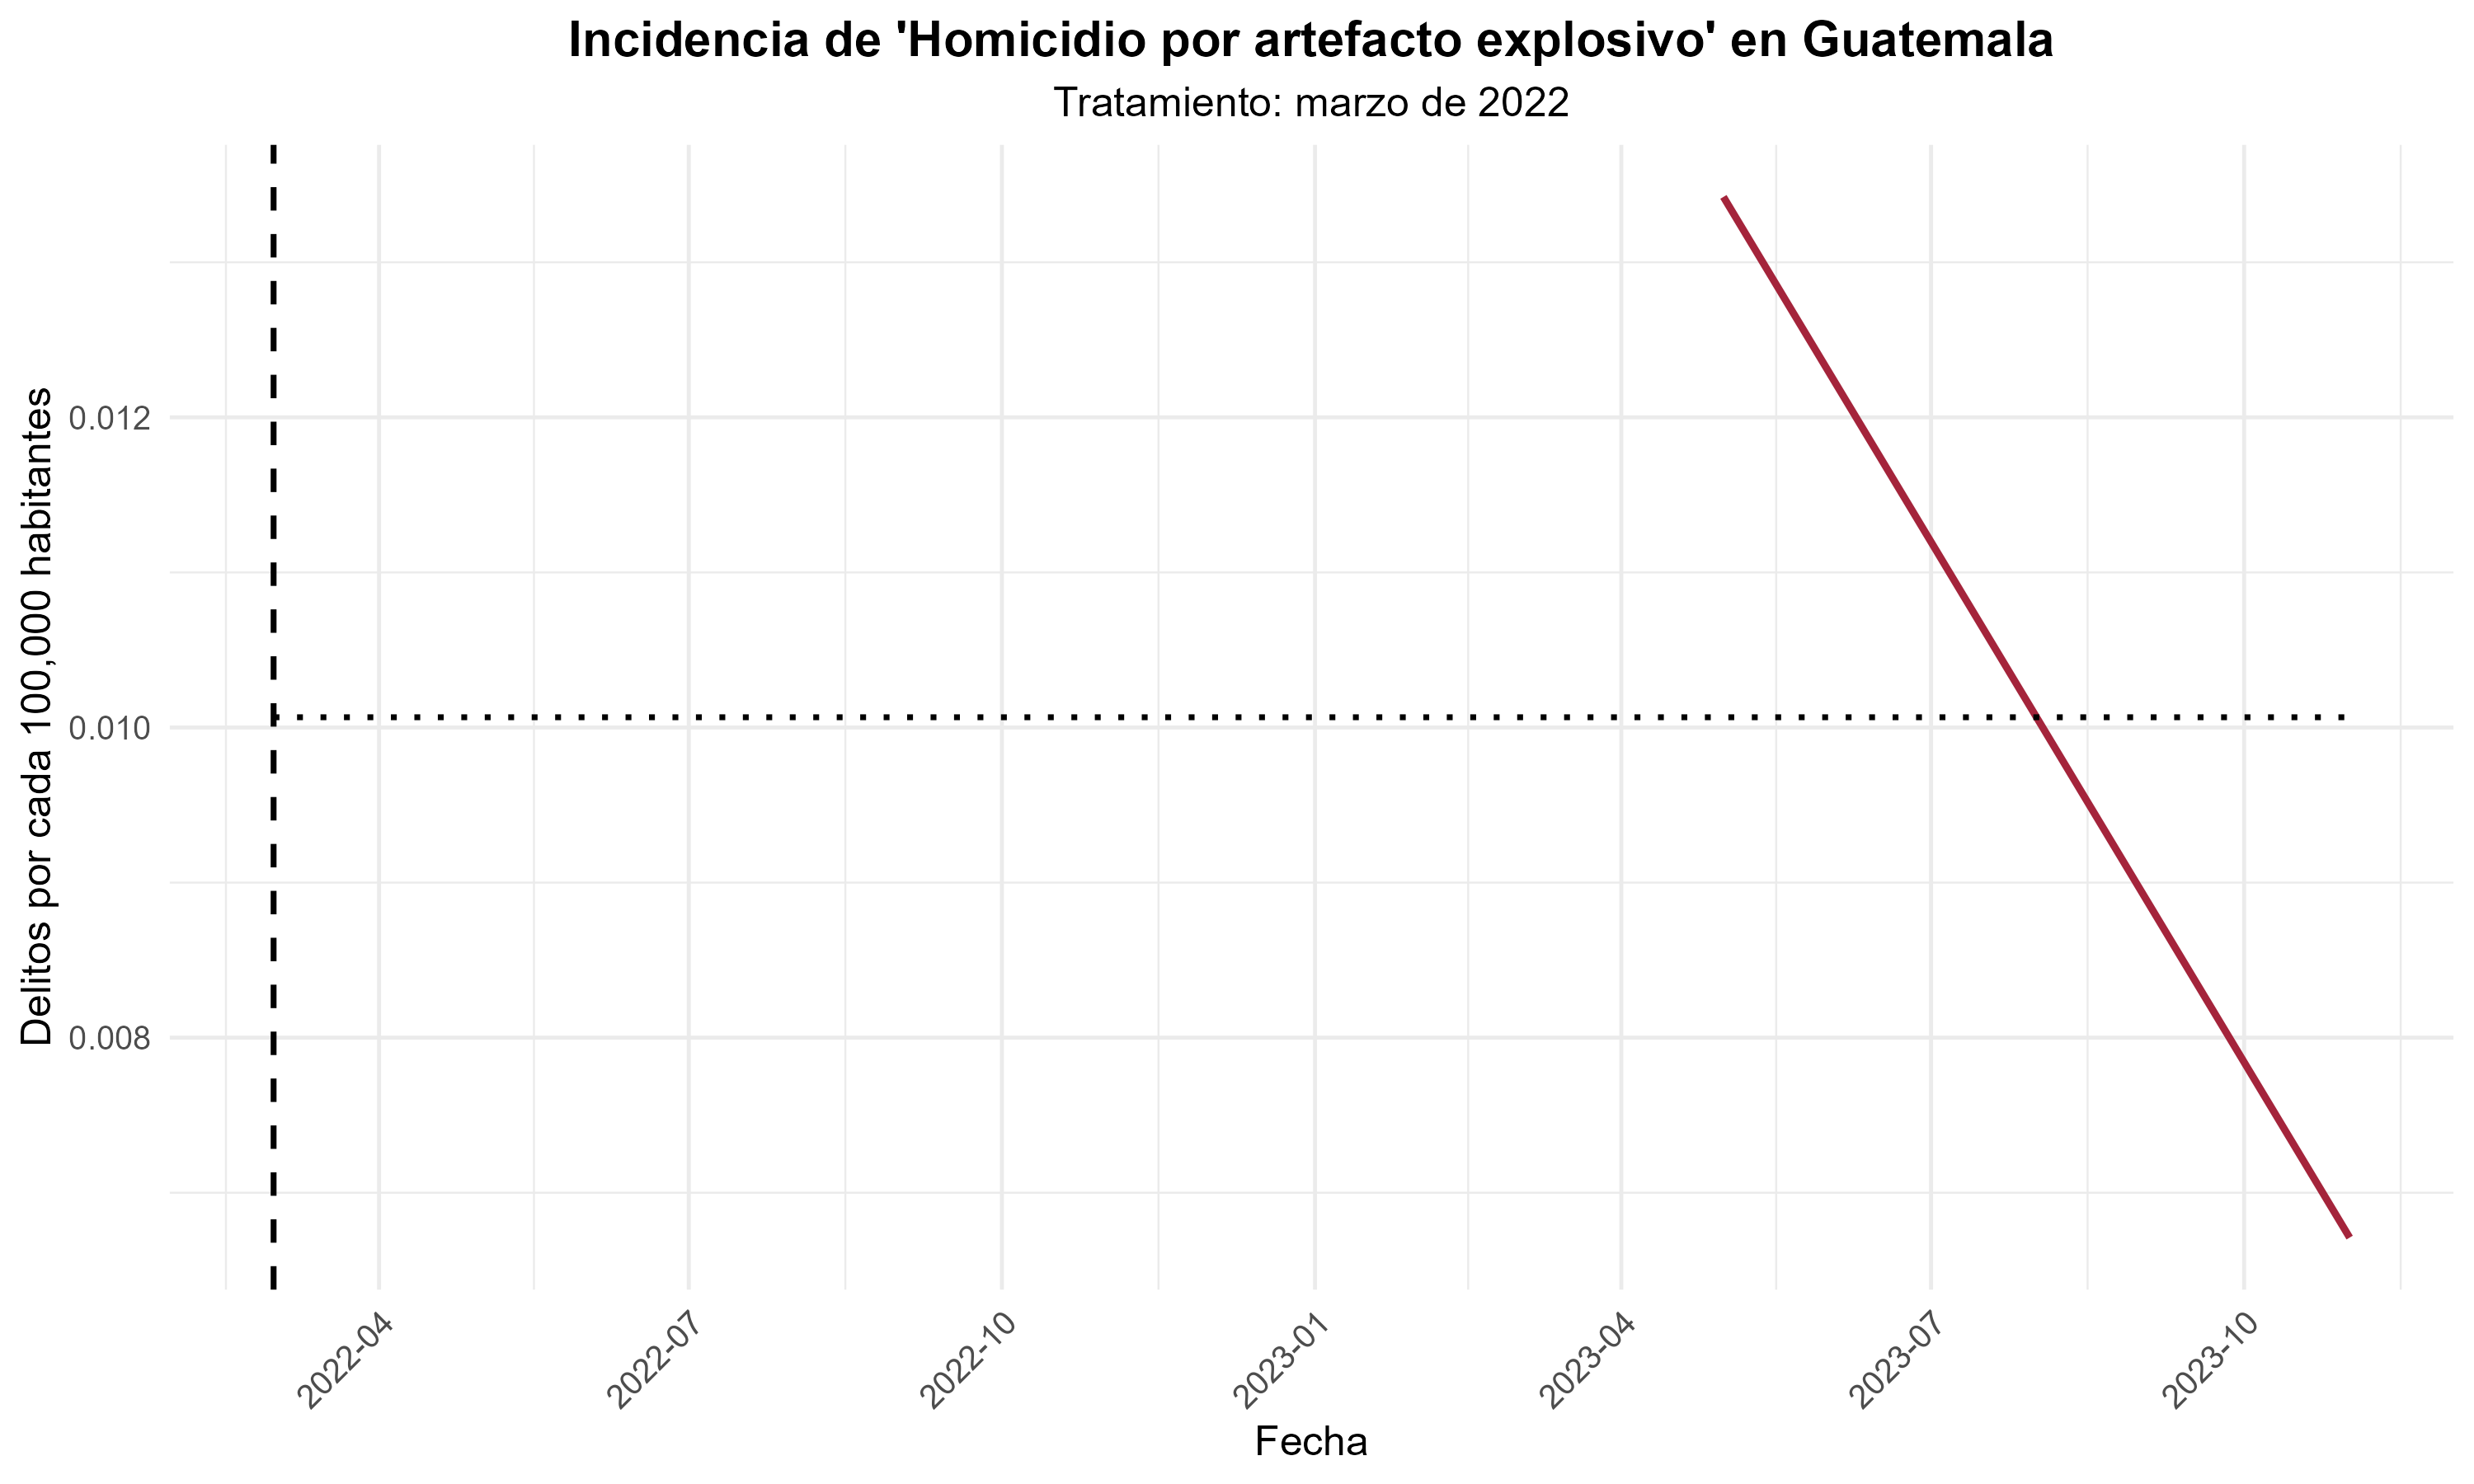 Incidencia de 'Homicidio por artefacto explosivo' en Guatemala
Tratamiento: marzo de 2022
Delitos por cada 100,000 habitantes
0.012
0.010
0.008
2022-04
2022-07
2022-10
2023-01
2023-04
2023-07
2023-10
Fecha